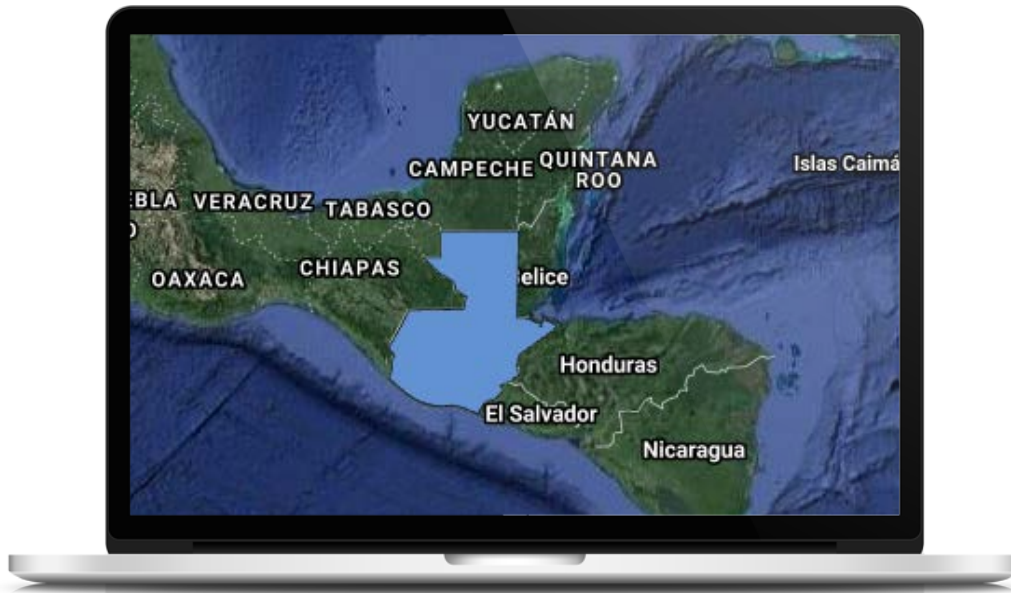 YUCATÁN
CAMPECHE
QUINTANA
ROO
Islas Caimá
EBLA
VERACRUZ
TABASCO
O
OAXACA
CHIAPAS
elice
Honduras
El Salvador
Nicaragua